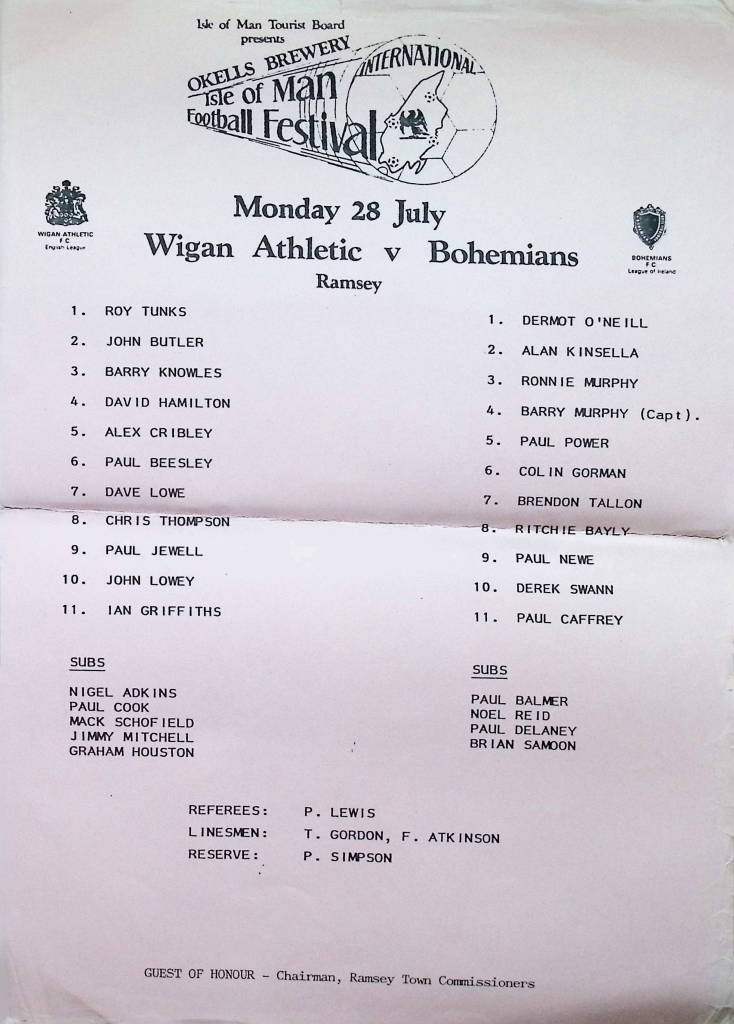 Isle of Man Tourist Board
presents
OKELLS BREWERY
INTERNATIONAL
Isle of Man
Football Festival
WIGAN ATHLETIC
F C
English League
BOHEMIANS
F C
League of Ireland
Monday 28 July
Wigan Athletic v Bohemians
Ramsey
1. ROY TUNKS
2. JOHN BUTLER
3. BARRY KNOWLES
4. DAVID HAMILTON
5. ALEX CRIBLEY
6. PAUL BEESLEY
7. DAVE LOWE
8. CHRIS THOMPSON
9. PAUL JEWELL
10. JOHN LOWEY
11. IAN GRIFFITHS
SUBS
NIGEL ADKINS
PAUL COOK
MACK SCHOFIELD
JIMMY MITCHELL
GRAHAM HOUSTON
1. DERMOT O'NEILL
2. ALAN KINSELLA
3. RONNIE MURPHY
4. BARRY MURPHY (Capt).
5. PAUL POWER
6. COLIN GORMAN
7. BRENDON TALLON
8. RITCHIE BAYLY
9. PAUL NEWE
10. DEREK SWANN
11. PAUL CAFFREY
SUBS
PAUL BALMER
NOEL REID
PAUL DELANEY
BRIAN SAMOON
REFEREES: P. LEWIS
LINESMEN: T. GORDON, F. ATKINSON
RESERVE: P. SIMPSON
GUEST OF HONOUR - Chairman, Ramsey Town Commissioners